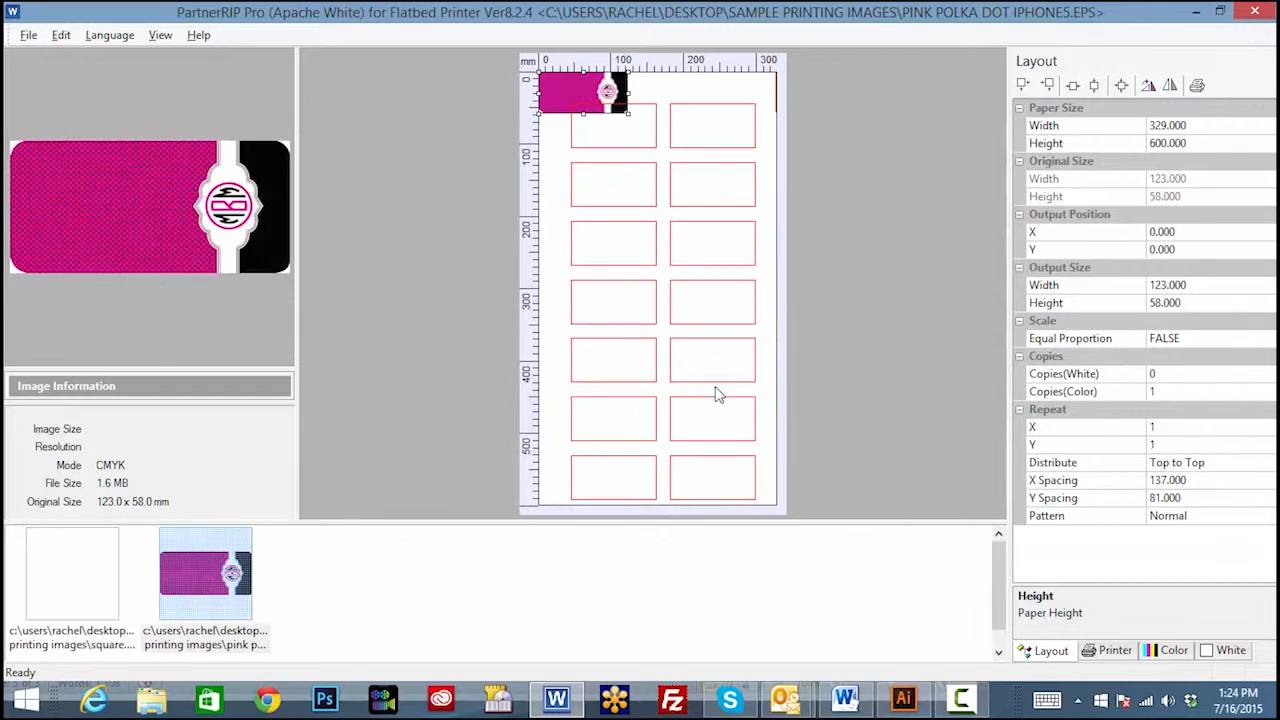 PartnerRIP Pro (Apache White) for Flatbed Printer Ver8.2.4 <C:\USERS\RACHEL\DESKTOP\SAMPLE PRINTING IMAGES\PINK POLKA DOT IPHONE5.EPS>
File Edit Language View Help
mm 0 100 200 300
0
100
200
300
400
500
Layout
Paper Size
Width 329.000
Height 600.000
Original Size
Width 123.000
Height 58.000
Output Position
X 0.000
Y 0.000
Output Size
Width 123.000
Height 58.000
Scale
Equal Proportion FALSE
Copies
Copies(White) 0
Copies(Color) 1
Repeat
X 1
Y 1
Distribute Top to Top
X Spacing 137.000
Y Spacing 81.000
Pattern Normal
Height
Paper Height
Layout Printer Color White
Image Information
Image Size
Resolution
Mode CMYK
File Size 1.6 MB
Original Size 123.0 x 58.0 mm
c:\users\rachel\desktop... c:\users\rachel\desktop...
printing images\square.... printing images\pink p...
Ready
1:24 PM
7/16/2015